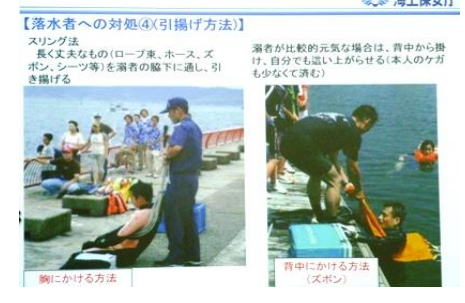 海上保安庁
【落水者への対処④(引揚げ方法)】
スリング法
長く丈夫なもの(ロープ束、ホース、ズ
ボン、シーツ等)を溺者の脇下に通し、引
き揚げる
溺者が比較的元気な場合は、背中から掛
け、自分でも這い上がらせる(本人のケガ
も少なくて済む)
胸にかける方法
背中にかける方法
(ズボン)